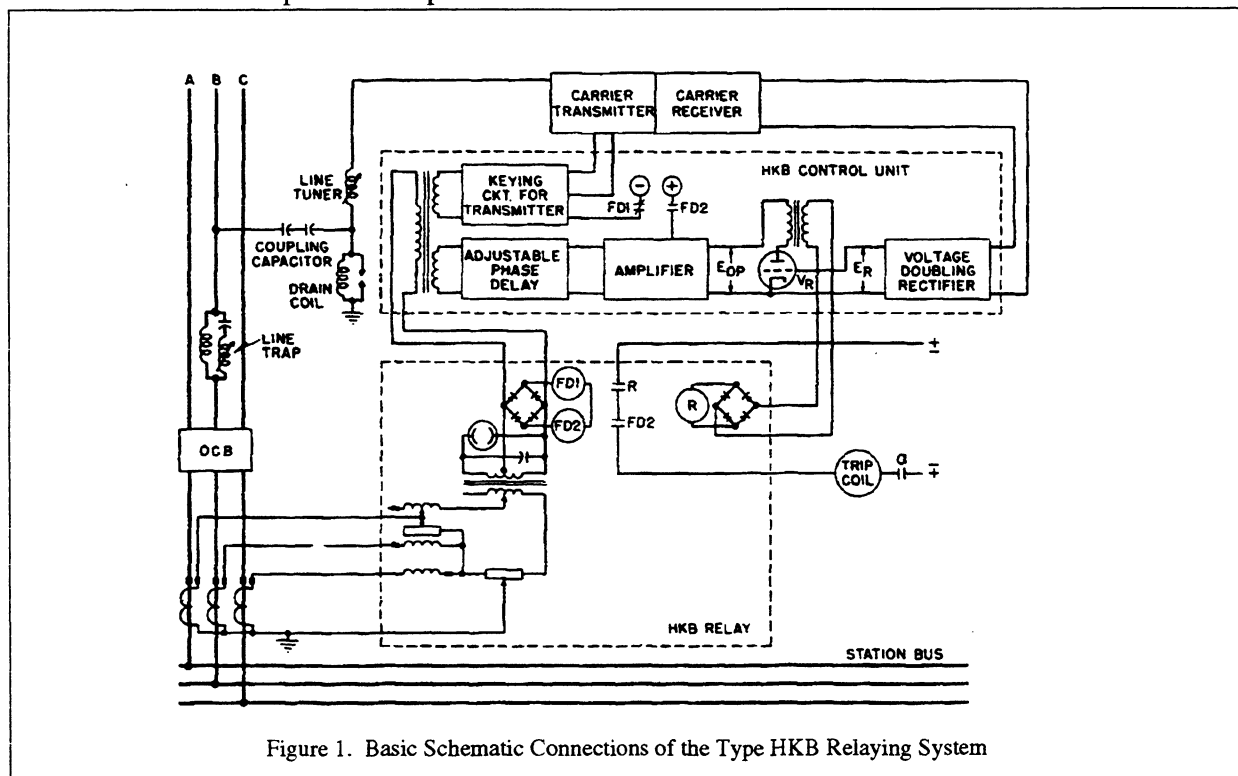 A B C
CARRIER
TRANSMITTER
CARRIER
RECEIVER
HKB CONTROL UNIT
LINE
TUNER
KEYING
CKT. FOR
TRANSMITTER
−
+
FD1
FD2
COUPLING
CAPACITOR
DRAIN
COIL
ADJUSTABLE
PHASE
DELAY
AMPLIFIER
EOP
VR
ER
VOLTAGE
DOUBLING
RECTIFIER
LINE
TRAP
±
FD1
R
R
FD2
FD2
OCB
TRIP
COIL
a
∓
HKB RELAY
STATION BUS
Figure 1. Basic Schematic Connections of the Type HKB Relaying System